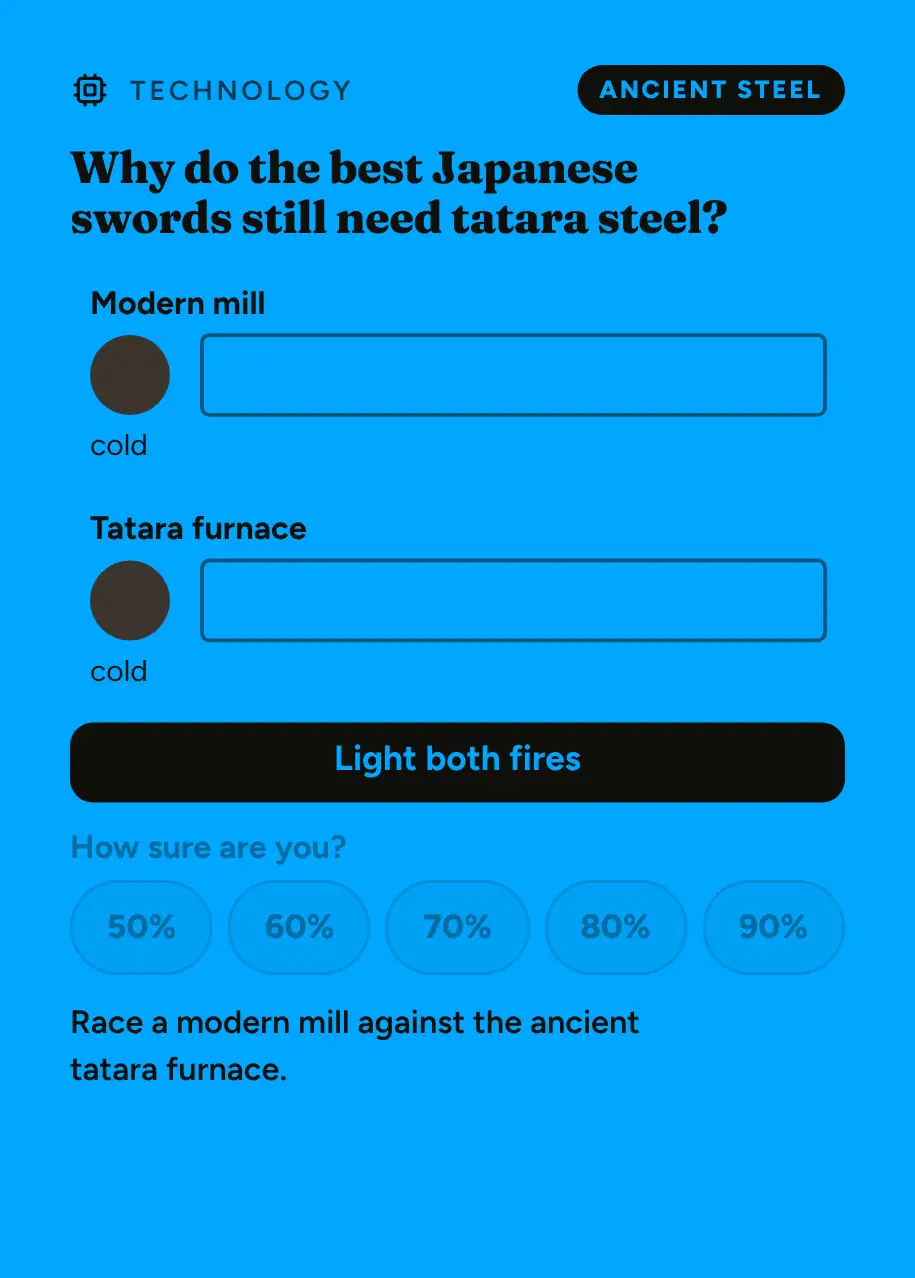 TECHNOLOGY
ANCIENT STEEL
Why do the best Japanese
swords still need tatara steel?
Modern mill
cold
Tatara furnace
cold
Light both fires
How sure are you?
50% 60% 70% 80% 90%
Race a modern mill against the ancient
tatara furnace.